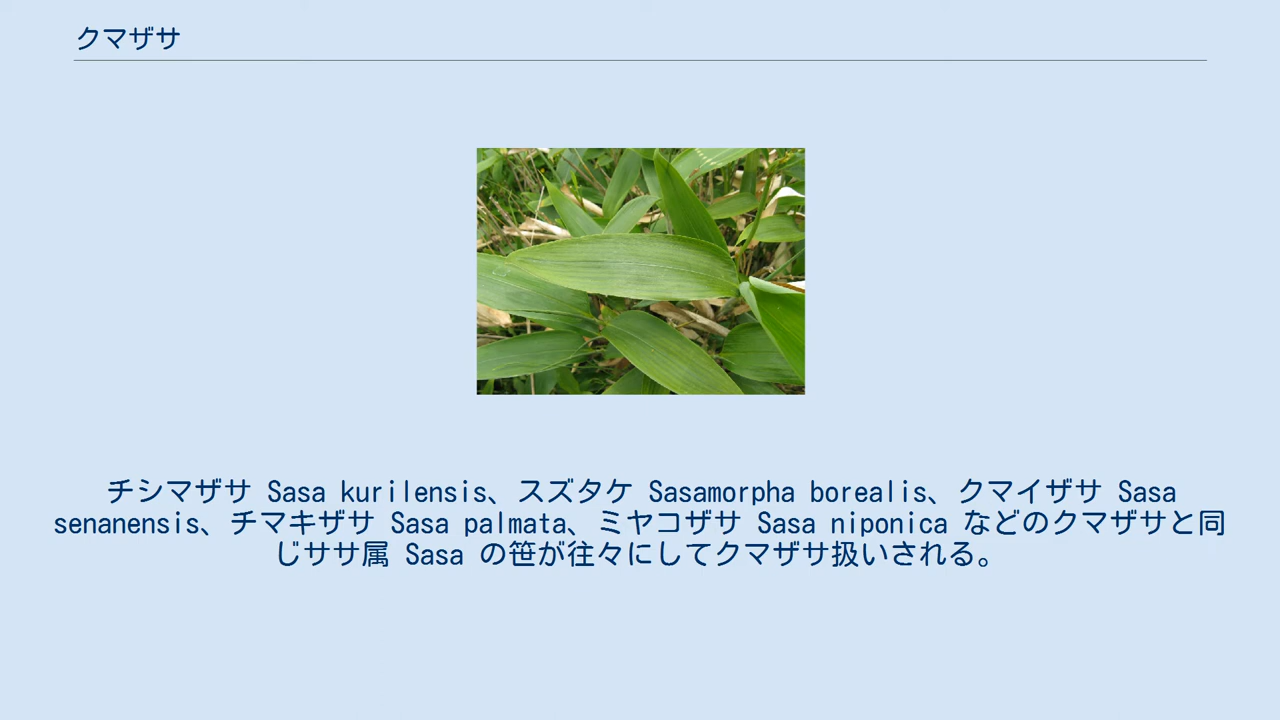 クマザサ
チシマザサ Sasa kurilensis、スズタケ Sasamorpha borealis、クマイザサ Sasa
senanensis、チマキザサ Sasa palmata、ミヤコザサ Sasa niponica などのクマザサと同
じササ属 Sasa の笹が往々にしてクマザサ扱いされる。